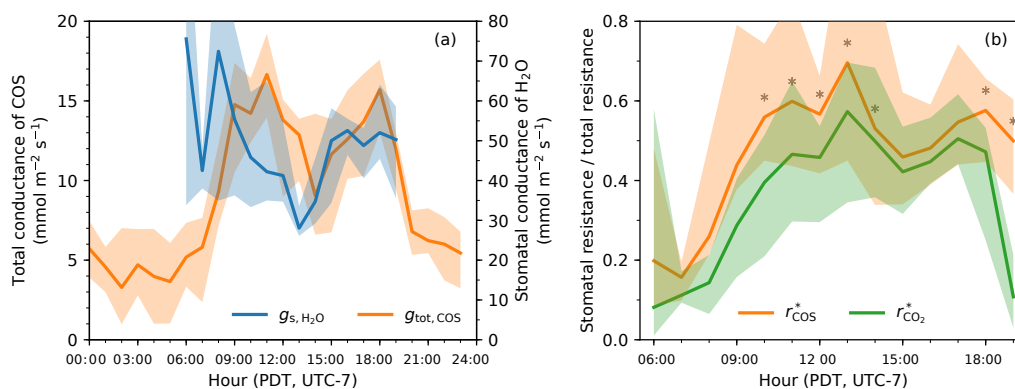 (a)
Total conductance of COS
(mmol m⁻² s⁻¹)
20
15
10
5
0
80
70
60
50
40
30
20
10
0
Stomatal conductance of H₂O
(mmol m⁻² s⁻¹)
gs, H₂O
gtot, COS
00:00 03:00 06:00 09:00 12:00 15:00 18:00 21:00 24:00
Hour (PDT, UTC-7)
(b)
Stomatal resistance / total resistance
0.8
0.6
0.4
0.2
0.0
* * * * * * *
r*COS
r*CO₂
06:00 09:00 12:00 15:00 18:00
Hour (PDT, UTC-7)